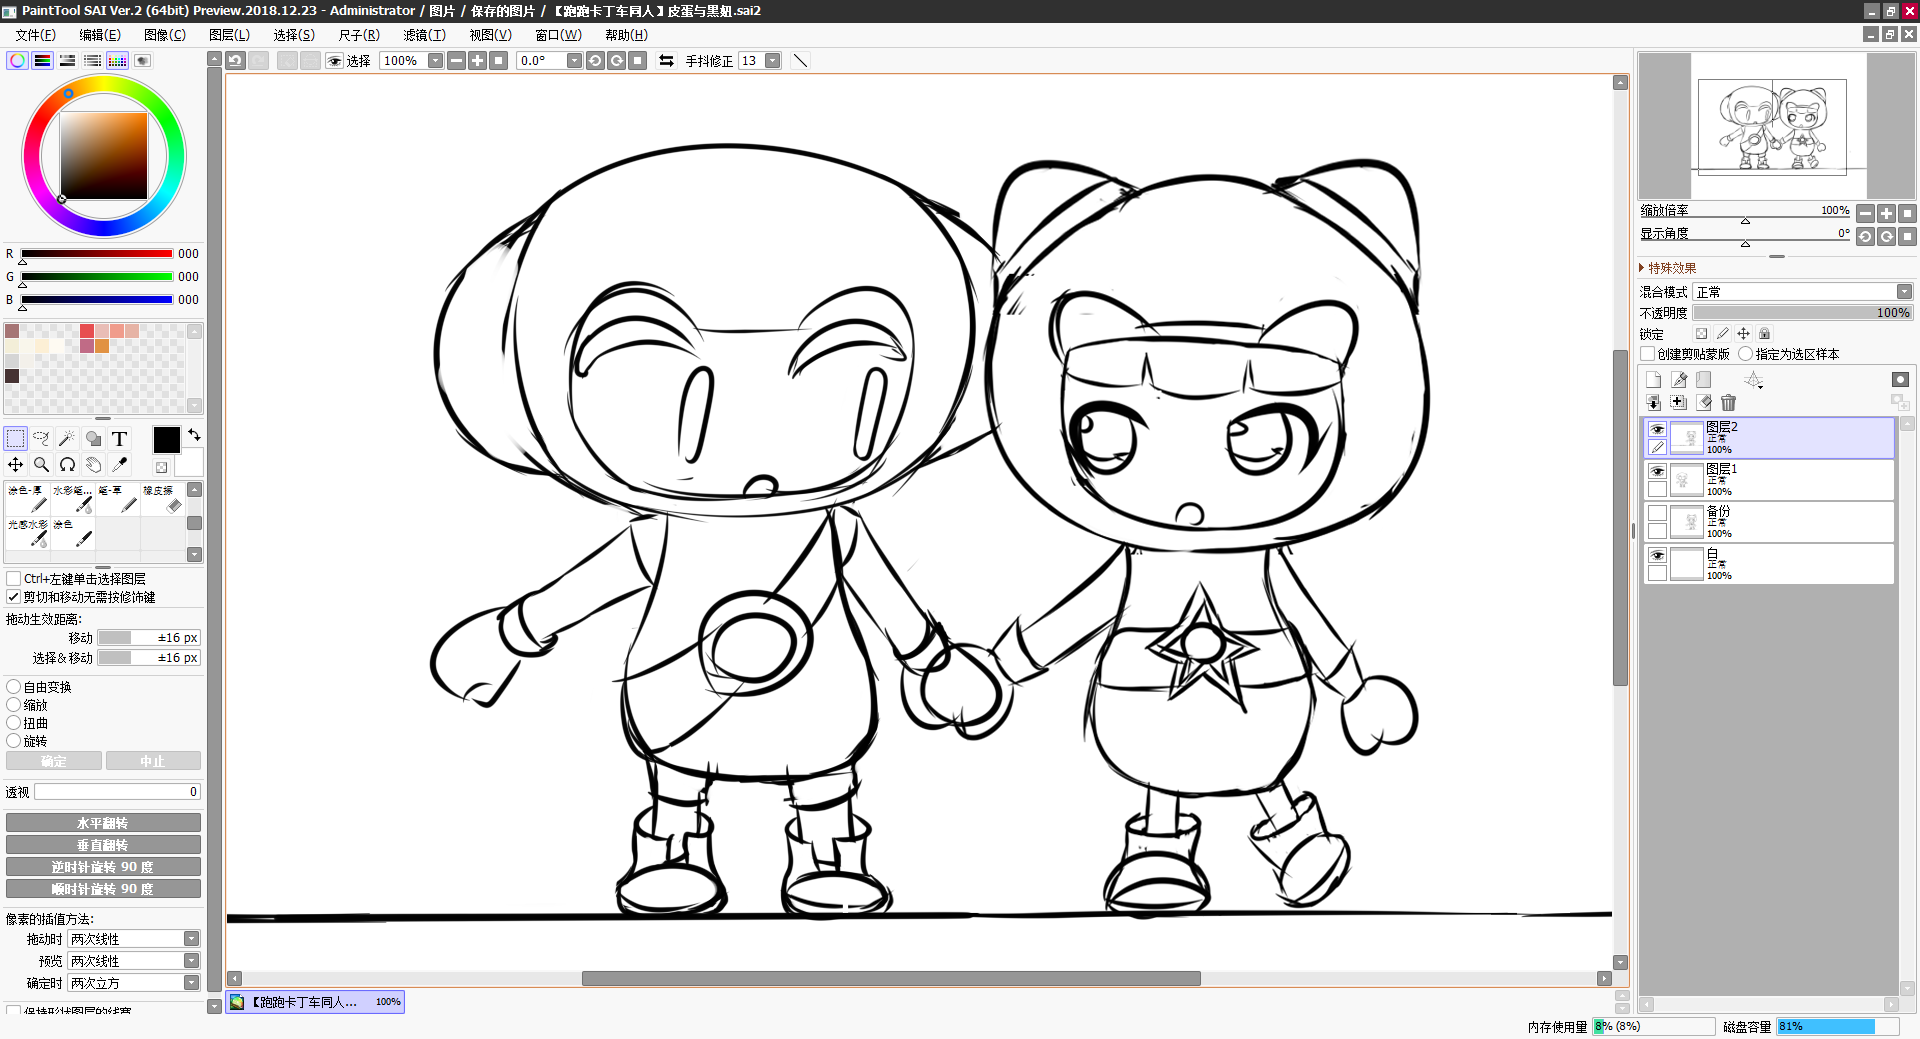 PaintTool SAI Ver.2 (64bit) Preview.2018.12.23 - Administrator / 图片 / 保存的图片 / 【跑跑卡丁车同人】皮蛋与黑妞.sai2
文件(F) 编辑(E) 图像(C) 图层(L) 选择(S) 尺子(R) 滤镜(T) 视图(V) 窗口(W) 帮助(H)
选择 100% 0.0° 手抖修正 13
R 000
G 000
B 000
T
涂色-厚 水彩笔... 笔-草 橡皮擦
光感水彩 涂色
Ctrl+左键单击选择图层
剪切和移动无需按修饰键
拖动生效距离:
移动 ±16 px
选择&移动 ±16 px
自由变换
缩放
扭曲
旋转
确定 中止
透视 0
水平翻转
垂直翻转
逆时针旋转 90 度
顺时针旋转 90 度
像素的插值方法:
拖动时 两次线性
预览 两次线性
确定时 两次立方
保持形状图层的线宽
【跑跑卡丁车同人... 100%
缩放倍率 100%
显示角度 0°
特殊效果
混合模式 正常
不透明度 100%
锁定
创建剪贴蒙版 指定为选区样本
图层2
正常
100%
图层1
正常
100%
备份
正常
100%
白
正常
100%
内存使用量 8% (8%) 磁盘容量 81%